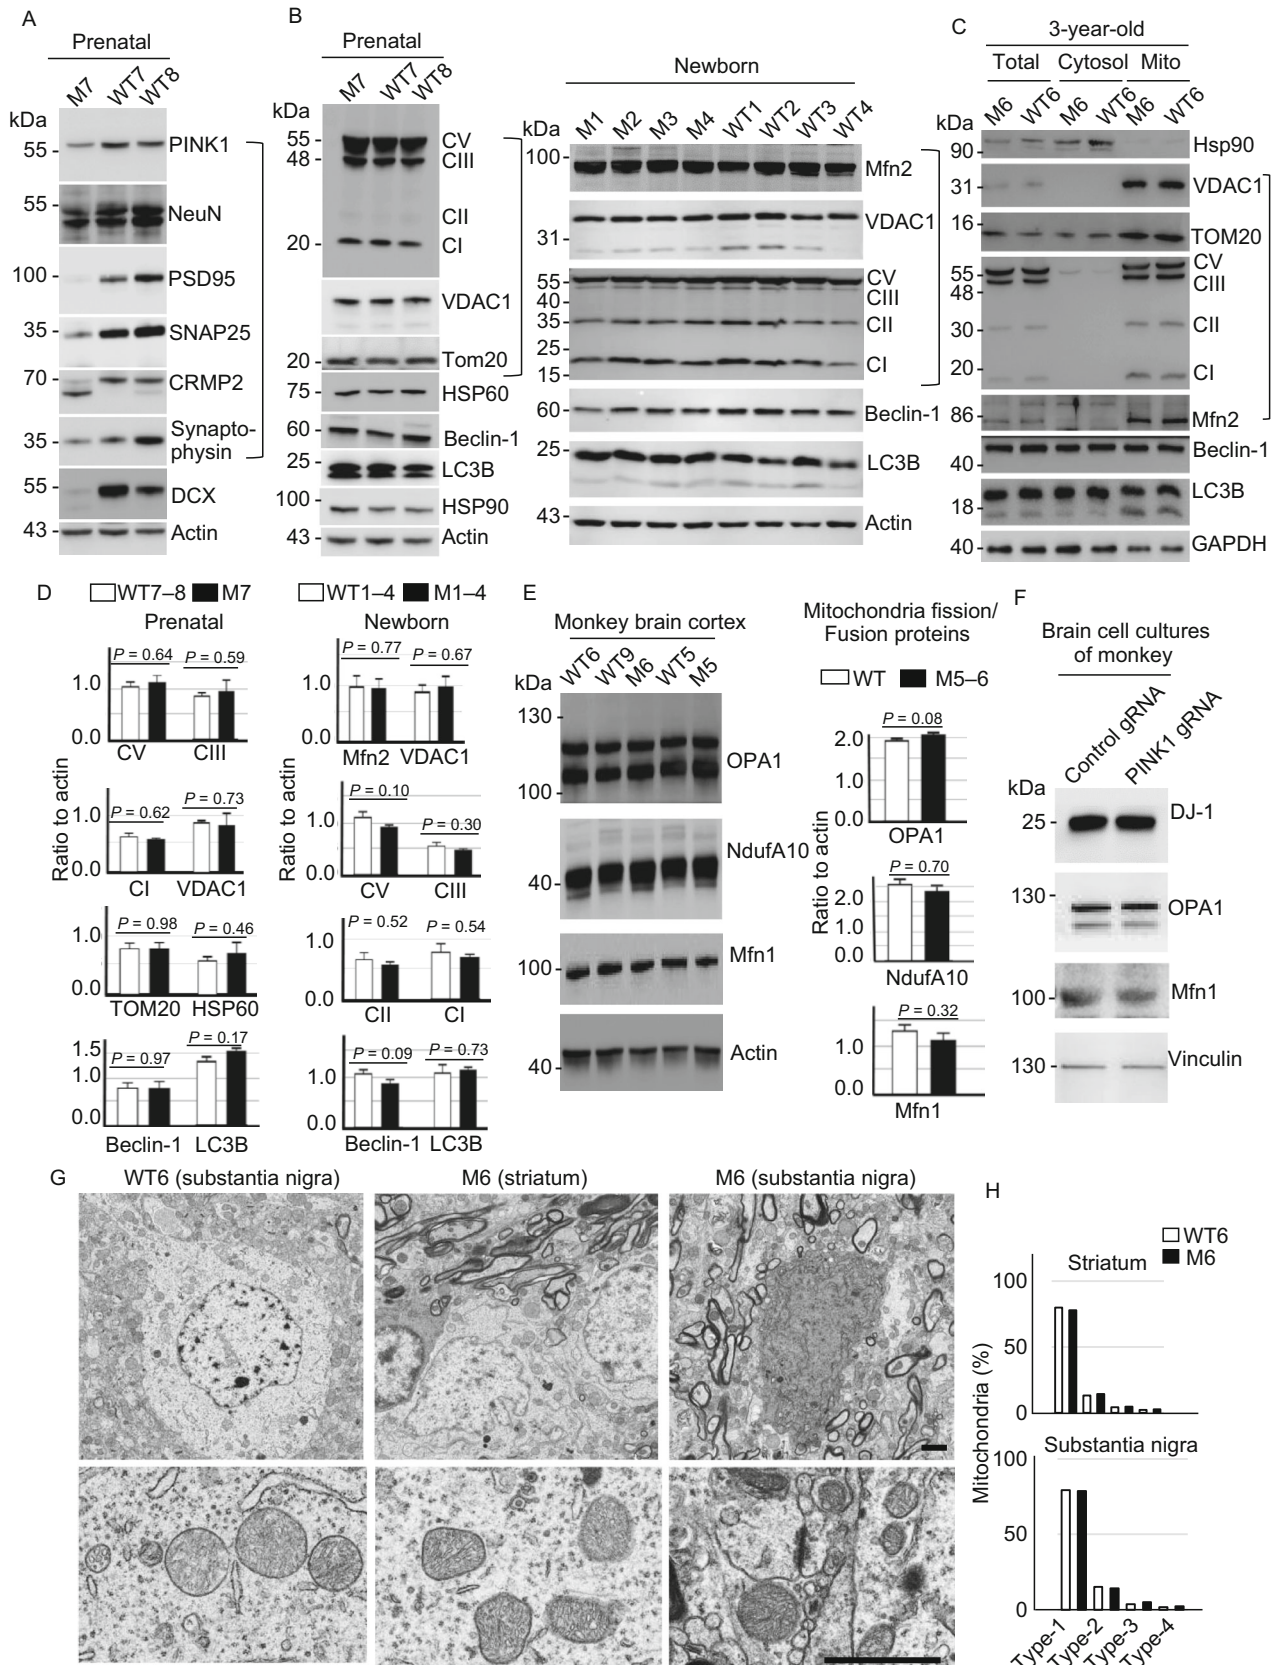 A
Prenatal
M7 WT7 WT8
kDa
55 PINK1
55 NeuN
100 PSD95
35 SNAP25
70 CRMP2
35 Synapto-
physin
55 DCX
43 Actin
B
Prenatal
M7 WT7 WT8
kDa
55 CV
48 CIII
CII
20 CI
VDAC1
20 Tom20
75 HSP60
60 Beclin-1
25 LC3B
100 HSP90
43 Actin
Newborn
M1 M2 M3 M4 WT1 WT2 WT3 WT4
kDa
100 Mfn2
VDAC1
31
55 CV
40 CIII
35 CII
25
CI
15
60 Beclin-1
25 LC3B
43 Actin
C
3-year-old
Total Cytosol Mito
M6 WT6 M6 WT6 M6 WT6
kDa
90 Hsp90
31 VDAC1
16 TOM20
CV
55 CIII
48
30 CII
20 CI
86 Mfn2
Beclin-1
40
LC3B
18
40 GAPDH
D
WT7–8 M7
Prenatal
Ratio to actin
P = 0.64 P = 0.59
1.0
0.0
CV CIII
P = 0.62 P = 0.73
1.0
0.0
CI VDAC1
P = 0.98 P = 0.46
1.0
0.0
TOM20 HSP60
P = 0.97 P = 0.17
1.5
1.0
0.0
Beclin-1 LC3B
WT1–4 M1–4
Newborn
Ratio to actin
P = 0.77 P = 0.67
1.0
0.0
Mfn2 VDAC1
P = 0.10 P = 0.30
1.0
0.0
CV CIII
P = 0.52 P = 0.54
1.0
0.0
CII CI
P = 0.09 P = 0.73
1.0
0.0
Beclin-1 LC3B
E
Monkey brain cortex
WT6 WT9 M6 WT5 M5
kDa
130
OPA1
100
NdufA10
40
Mfn1
100
Actin
40
Mitochondria fission/
Fusion proteins
WT M5–6
Ratio to actin
P = 0.08
2.0
1.0
0.0
OPA1
P = 0.70
2.0
1.0
0.0
NdufA10
P = 0.32
1.0
0.0
Mfn1
F
Brain cell cultures
of monkey
Control gRNA PINK1 gRNA
kDa
25 DJ-1
130 OPA1
100 Mfn1
130 Vinculin
G
WT6 (substantia nigra) M6 (striatum) M6 (substantia nigra)
H
WT6
M6
Mitochondria (%)
Striatum
100
50
0
Substantia nigra
100
50
0
Type-1 Type-2 Type-3 Type-4